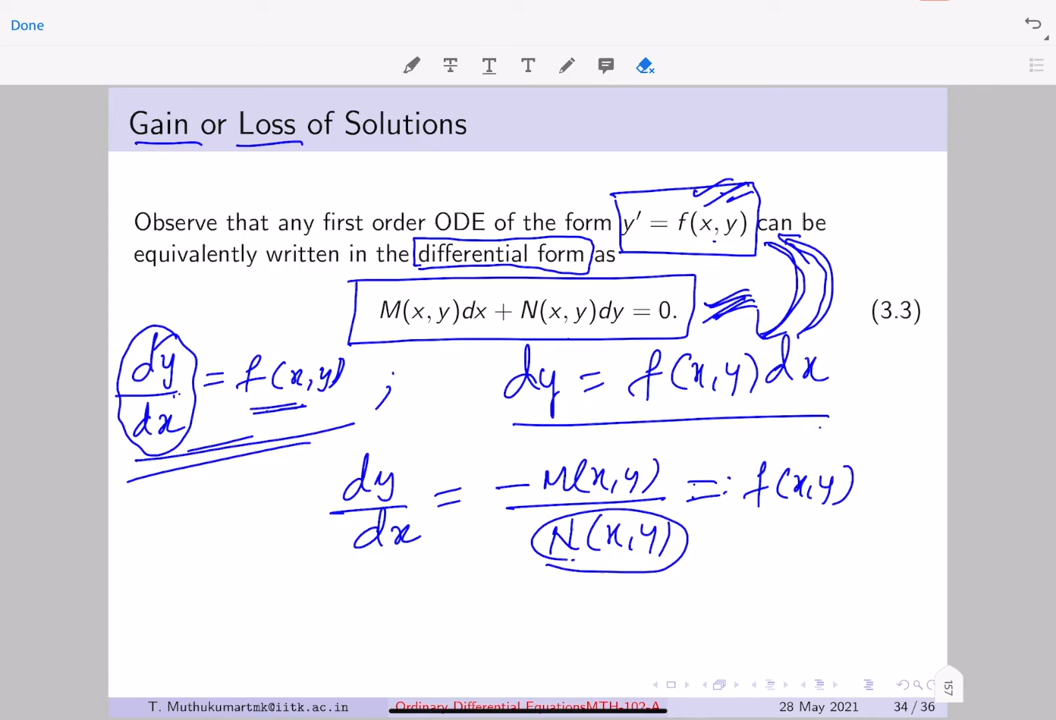 Done
Gain or Loss of Solutions
Observe that any first order ODE of the form y′ = f(x, y) can be
equivalently written in the differential form as
M(x, y)dx + N(x, y)dy = 0. (3.3)
dy/dx = f(x,y) ; dy = f(x,y)dx
dy/dx = -M(x,y)/N(x,y) =: f(x,y)
157
T. Muthukumartmk@iitk.ac.in Ordinary Differential EquationsMTH-102-A 28 May 2021 34 / 36